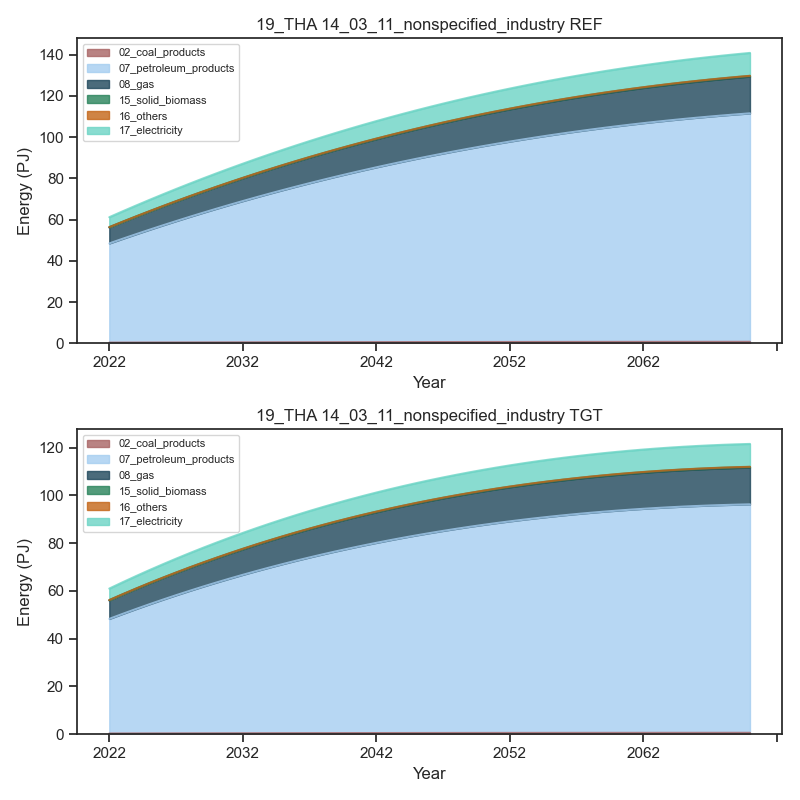 19_THA 14_03_11_nonspecified_industry REF
02_coal_products
07_petroleum_products
08_gas
15_solid_biomass
16_others
17_electricity
Energy (PJ)
140
120
100
80
60
40
20
0
2022 2032 2042 2052 2062
Year
19_THA 14_03_11_nonspecified_industry TGT
02_coal_products
07_petroleum_products
08_gas
15_solid_biomass
16_others
17_electricity
Energy (PJ)
120
100
80
60
40
20
0
2022 2032 2042 2052 2062
Year